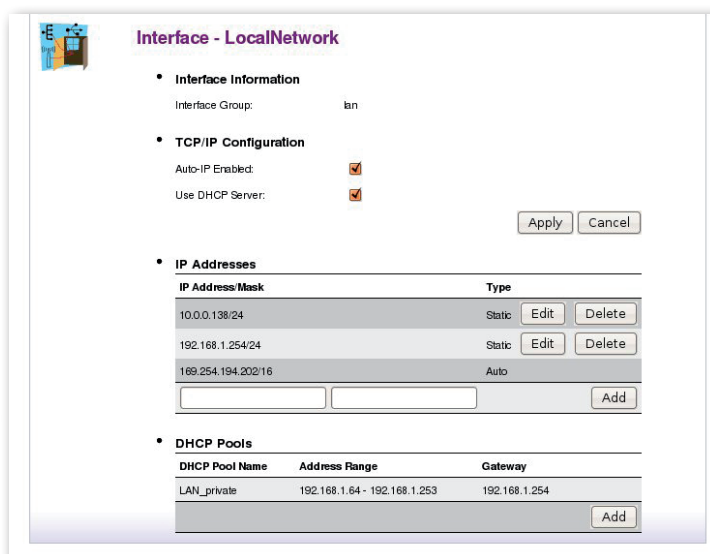 Interface - LocalNetwork
Interface Information
Interface Group: lan
TCP/IP Configuration
Auto-IP Enabled:
Use DHCP Server:
Apply Cancel
IP Addresses
IP Address/Mask Type
10.0.0.138/24 Static Edit Delete
192.168.1.254/24 Static Edit Delete
169.254.194.202/16 Auto
Add
DHCP Pools
DHCP Pool Name Address Range Gateway
LAN_private 192.168.1.64 - 192.168.1.253 192.168.1.254
Add